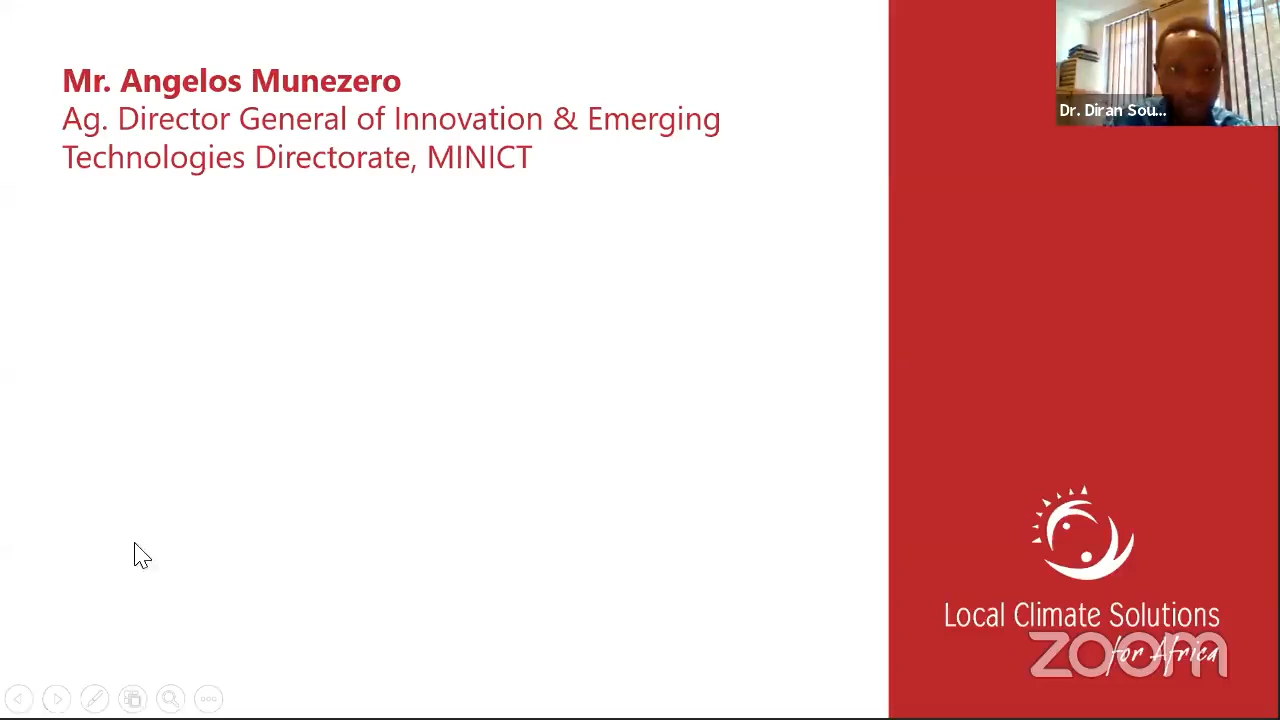 Mr. Angelos Munezero
Ag. Director General of Innovation & Emerging
Technologies Directorate, MINICT
Dr. Diran Sou...
Local Climate Solutions
for Africa
zoom